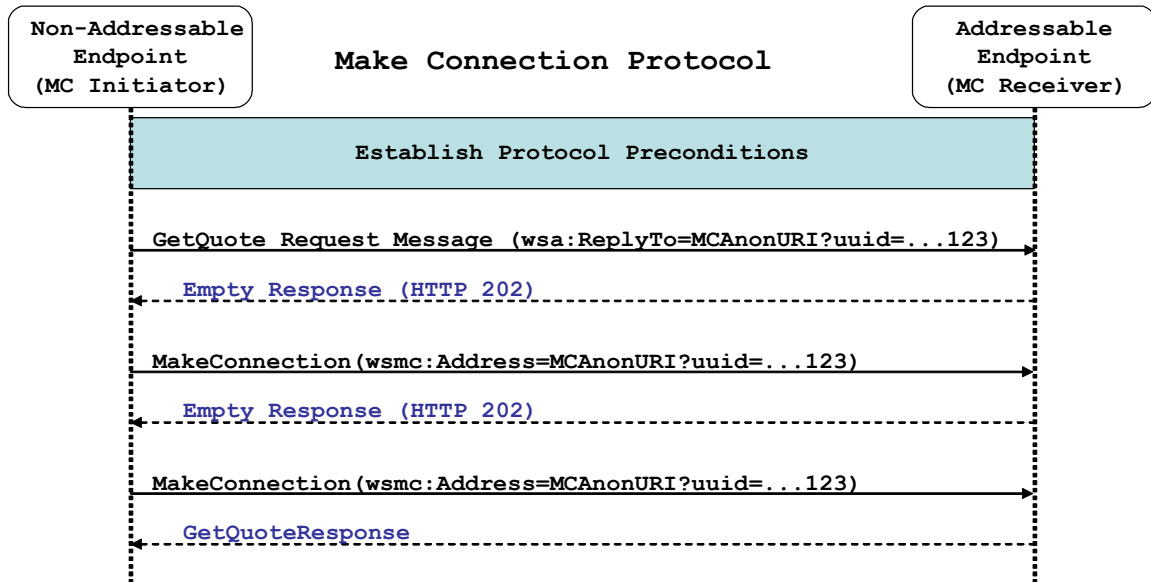 Non-Addressable
Endpoint
(MC Initiator)
Make Connection Protocol
Addressable
Endpoint
(MC Receiver)
Establish Protocol Preconditions
GetQuote Request Message (wsa:ReplyTo=MCAnonURI?uuid=...123)
Empty Response (HTTP 202)
MakeConnection(wsmc:Address=MCAnonURI?uuid=...123)
Empty Response (HTTP 202)
MakeConnection(wsmc:Address=MCAnonURI?uuid=...123)
GetQuoteResponse